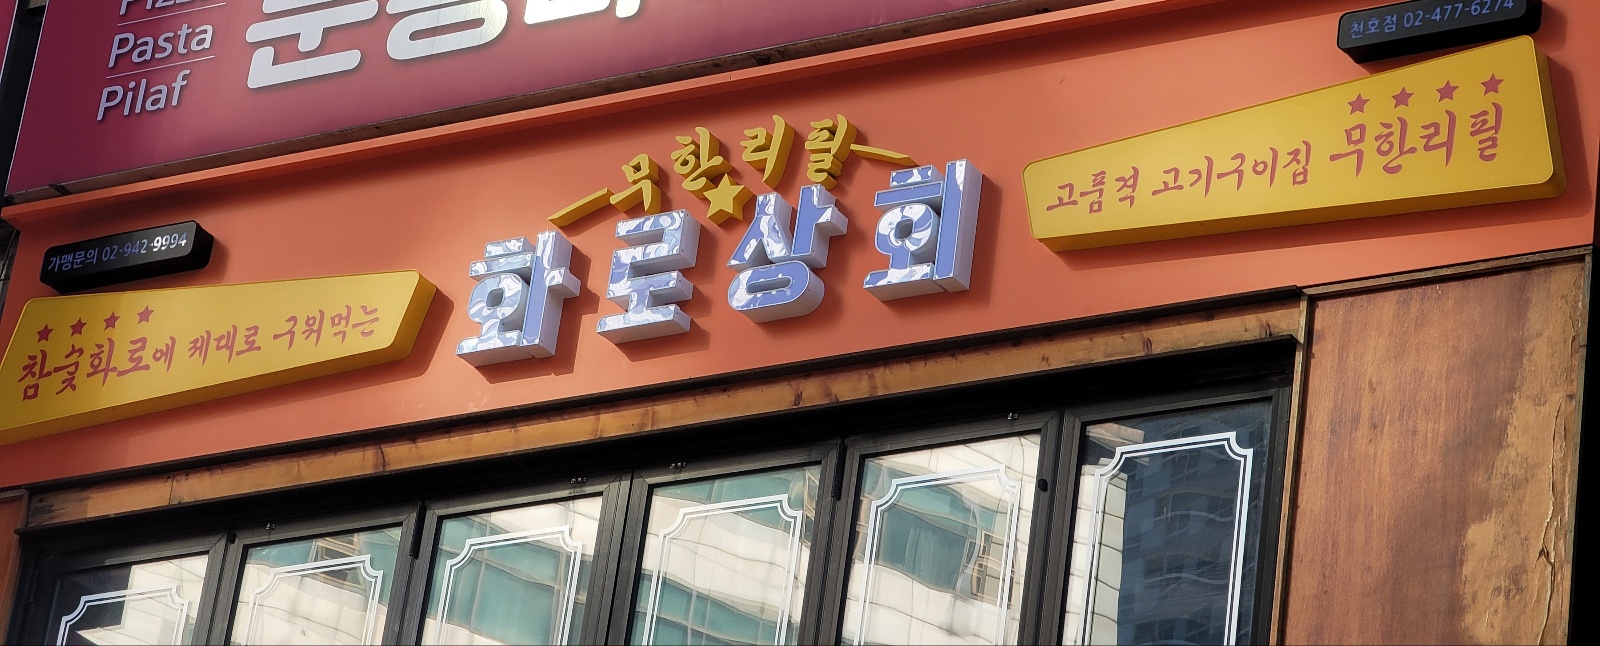 Pasta
Pilaf
천호점 02-477-6274
고품격 고기구이집 무한리필
무한리필
화로상회
가맹문의 02-942-9994
참숯화로에 제대로 구워먹는